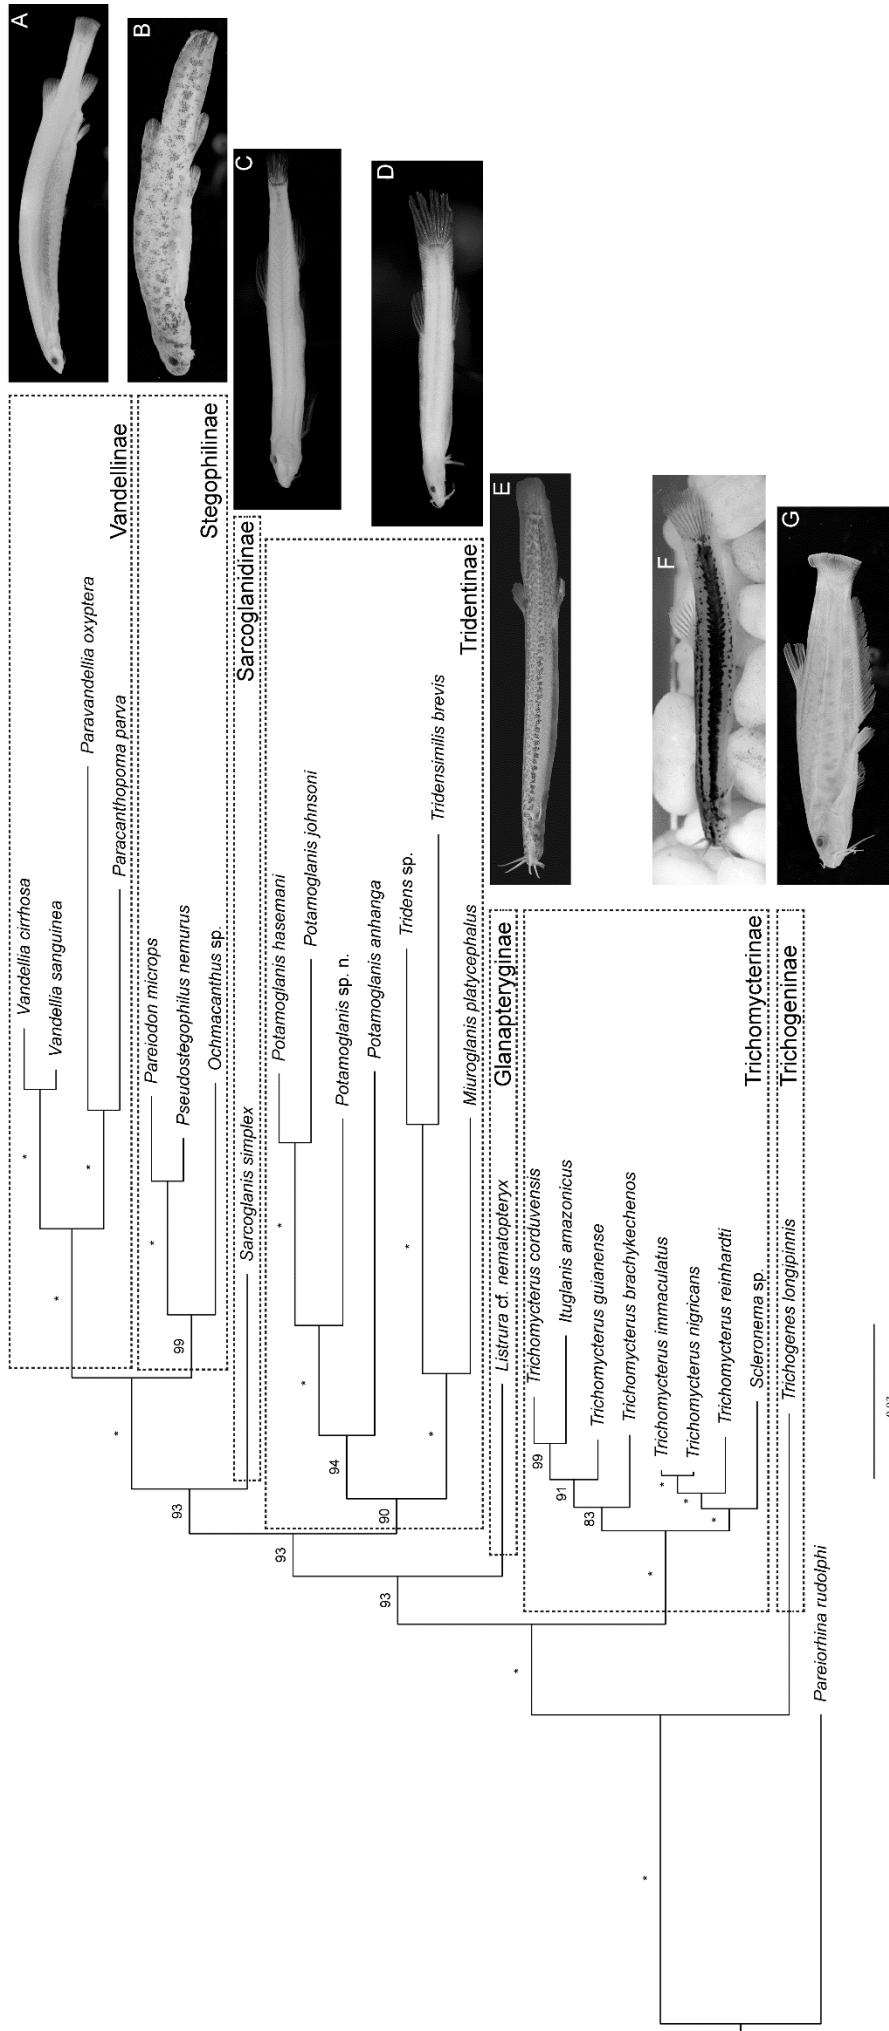 A
B
C
D
E
F
G
Vandellia cirrhosa
Vandellia sanguinea
Paravandellia oxyptera
Paracanthopoma parva
Vandellinae
Pareiodon microps
Pseudostegophilus nemurus
Ochmacanthus sp.
Stegophilinae
Sarcoglanis simplex
Sarcoglanidinae
Potamoglanis hasemani
Potamoglanis johnsoni
Potamoglanis sp. n.
Potamoglanis anhanga
Tridens sp.
Tridensimilis brevis
Miuroglanis platycephalus
Tridentinae
Listrura cf. nematopteryx
Glanapteryginae
Trichomycterus corduvensis
Ituglanis amazonicus
Trichomycterus guianense
Trichomycterus brachykechenos
Trichomycterus immaculatus
Trichomycterus nigricans
Trichomycterus reinhardti
Scleronema sp.
Trichomycterinae
Trichogenes longipinnis
Trichogeninae
Pareiorhina rudolphi
*
*
*
*
99
*
93
*
*
94
*
*
90
93
93
99
91
83
*
*
*
*
*
*